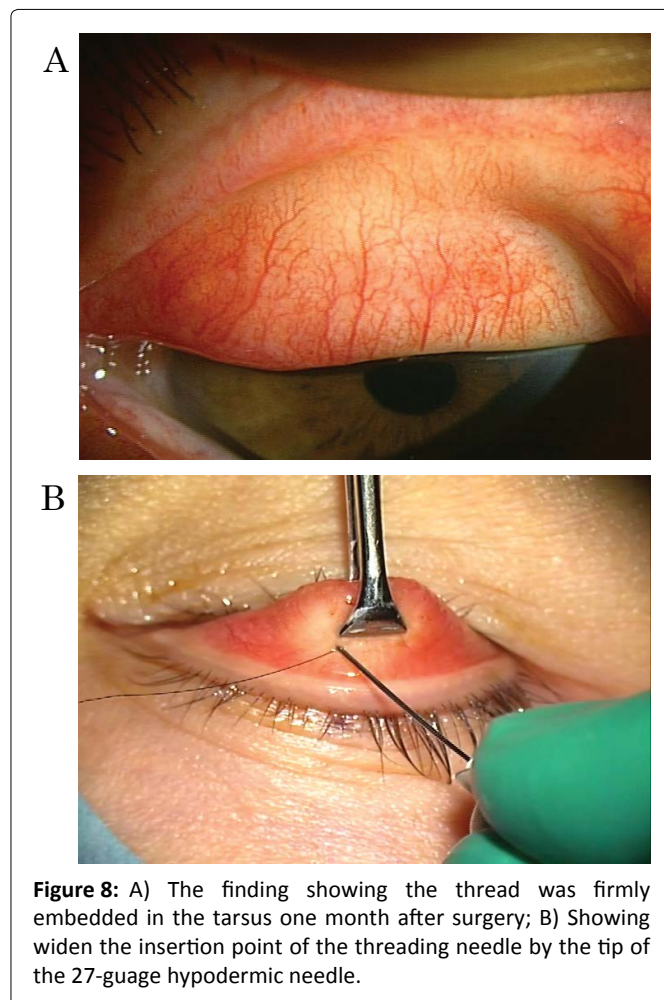 A
B
Figure 8: A) The finding showing the thread was firmly
embedded in the tarsus one month after surgery; B) Showing
widen the insertion point of the threading needle by the tip of
the 27-guage hypodermic needle.